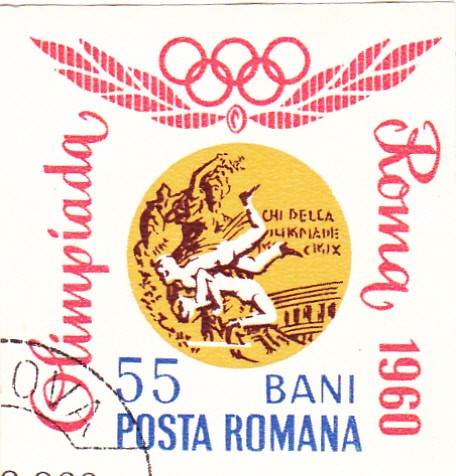 Olimpiada
Roma 1960
55 BANI
POSTA ROMANA